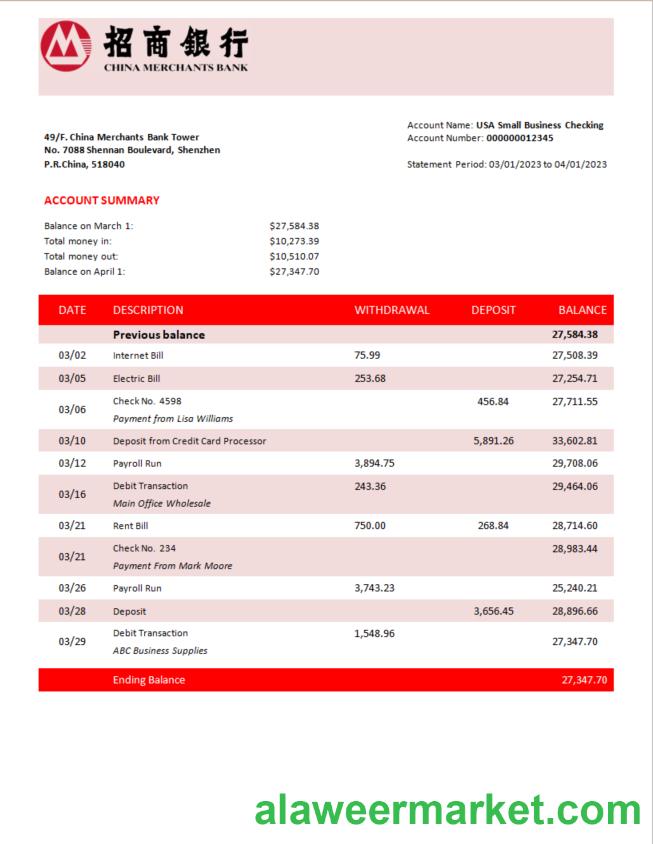 招商銀行
CHINA MERCHANTS BANK
Account Name: USA Small Business Checking
Account Number: 000000012345
49/F. China Merchants Bank Tower
No. 7088 Shennan Boulevard, Shenzhen
P.R.China, 518040
Statement Period: 03/01/2023 to 04/01/2023
ACCOUNT SUMMARY
Balance on March 1: $27,584.38
Total money in: $10,273.39
Total money out: $10,510.07
Balance on April 1: $27,347.70
DATE DESCRIPTION WITHDRAWAL DEPOSIT BALANCE
Previous balance 27,584.38
03/02 Internet Bill 75.99 27,508.39
03/05 Electric Bill 253.68 27,254.71
03/06 Check No. 4598 456.84 27,711.55
Payment from Lisa Williams
03/10 Deposit from Credit Card Processor 5,891.26 33,602.81
03/12 Payroll Run 3,894.75 29,708.06
03/16 Debit Transaction 243.36 29,464.06
Main Office Wholesale
03/21 Rent Bill 750.00 268.84 28,714.60
03/21 Check No. 234 28,983.44
Payment From Mark Moore
03/26 Payroll Run 3,743.23 25,240.21
03/28 Deposit 3,656.45 28,896.66
03/29 Debit Transaction 1,548.96 27,347.70
ABC Business Supplies
Ending Balance 27,347.70
alaweermarket.com